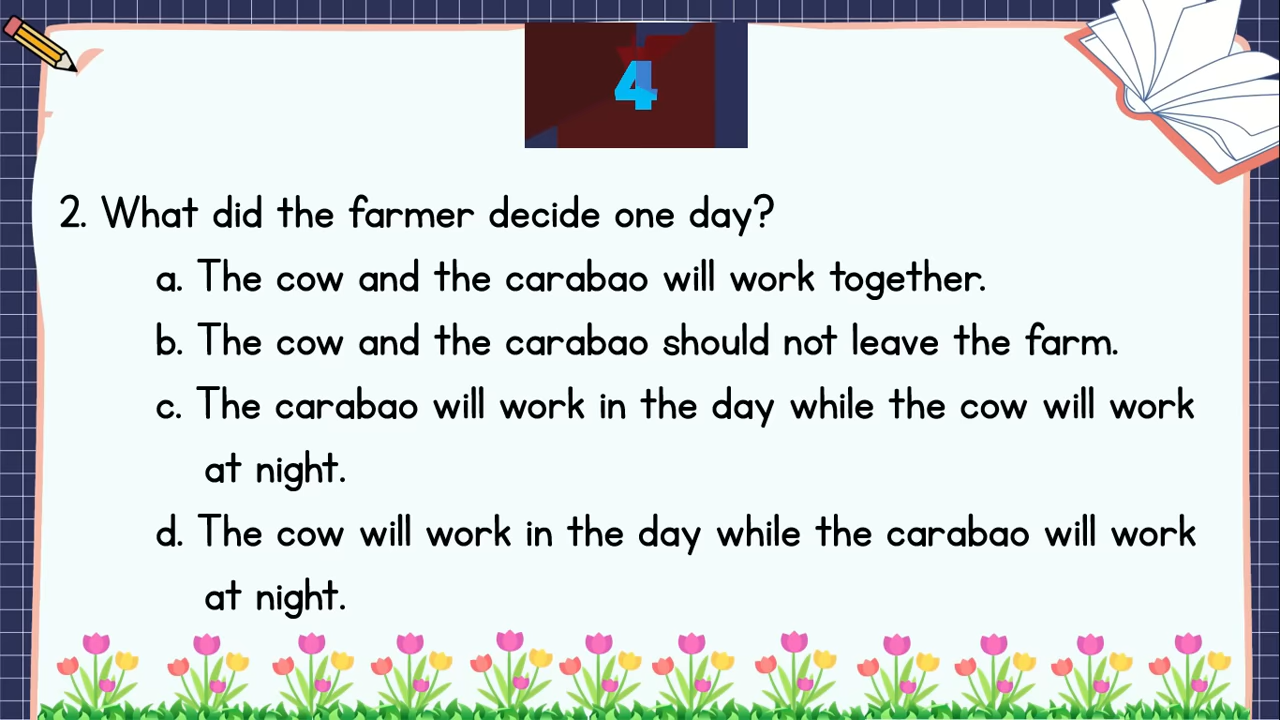 4
2. What did the farmer decide one day?
a. The cow and the carabao will work together.
b. The cow and the carabao should not leave the farm.
c. The carabao will work in the day while the cow will work
at night.
d. The cow will work in the day while the carabao will work
at night.